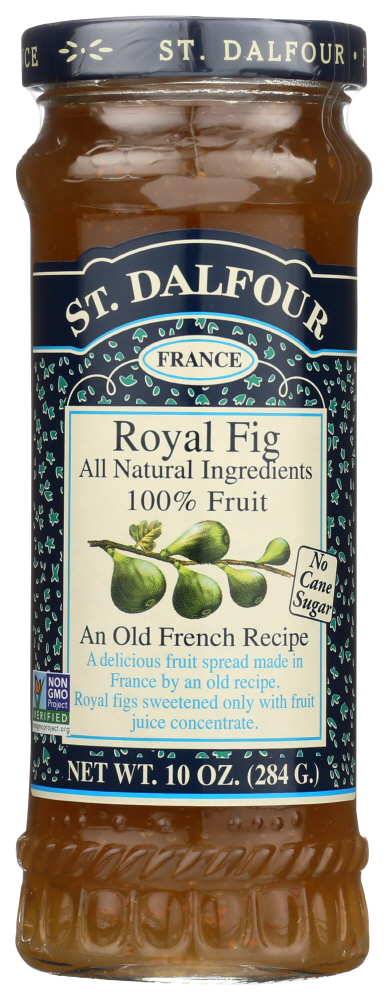 CE ST. DALFOUR • F
ST. DALFOUR
FRANCE
Royal Fig
All Natural Ingredients
100% Fruit
No
Cane
Sugar
An Old French Recipe
A delicious fruit spread made in
France by an old recipe.
Royal figs sweetened only with fruit
juice concentrate.
NON
GMO
Project
VERIFIED
NET WT. 10 OZ. (284 G.)